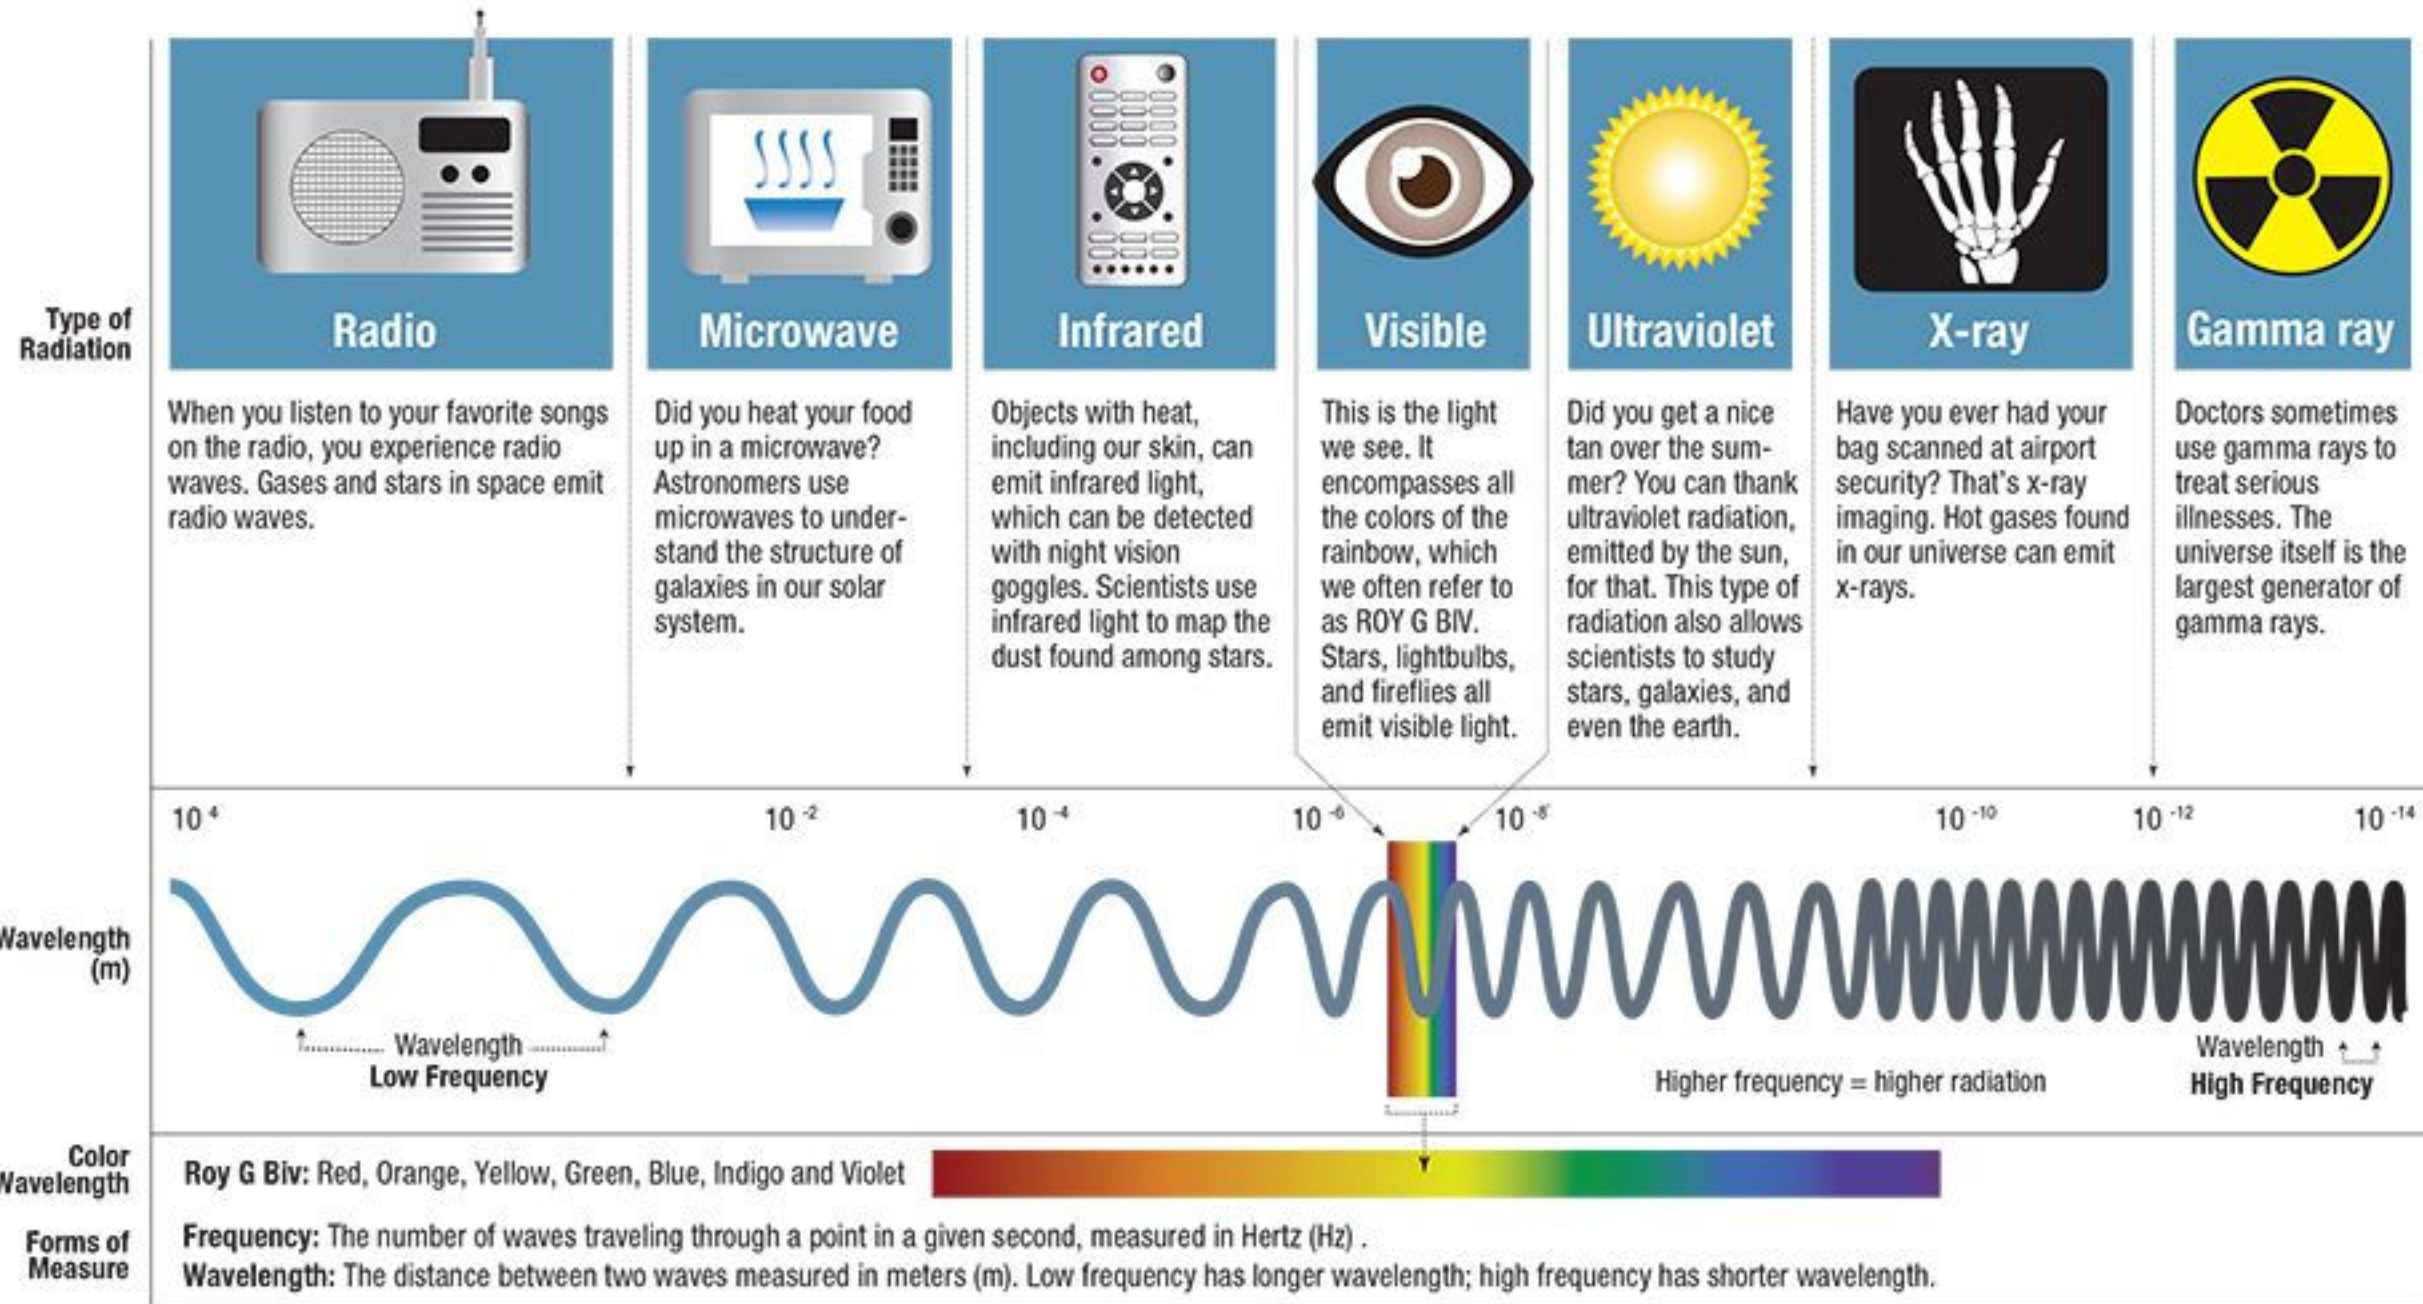 Type of
Radiation
Radio
Microwave
Infrared
Visible
Ultraviolet
X-ray
Gamma ray
When you listen to your favorite songs
on the radio, you experience radio
waves. Gases and stars in space emit
radio waves.
Did you heat your food
up in a microwave?
Astronomers use
microwaves to under-
stand the structure of
galaxies in our solar
system.
Objects with heat,
including our skin, can
emit infrared light,
which can be detected
with night vision
goggles. Scientists use
infrared light to map the
dust found among stars.
This is the light
we see. It
encompasses all
the colors of the
rainbow, which
we often refer to
as ROY G BIV.
Stars, lightbulbs,
and fireflies all
emit visible light.
Did you get a nice
tan over the sum-
mer? You can thank
ultraviolet radiation,
emitted by the sun,
for that. This type of
radiation also allows
scientists to study
stars, galaxies, and
even the earth.
Have you ever had your
bag scanned at airport
security? That's x-ray
imaging. Hot gases found
in our universe can emit
x-rays.
Doctors sometimes
use gamma rays to
treat serious
illnesses. The
universe itself is the
largest generator of
gamma rays.
10⁴
10⁻²
10⁻⁴
10⁻⁶
10⁻⁸
10⁻¹⁰
10⁻¹²
10⁻¹⁴
Wavelength
(m)
Wavelength
Low Frequency
Higher frequency = higher radiation
Wavelength
High Frequency
Color
Wavelength
Roy G Biv: Red, Orange, Yellow, Green, Blue, Indigo and Violet
Forms of
Measure
Frequency: The number of waves traveling through a point in a given second, measured in Hertz (Hz) .
Wavelength: The distance between two waves measured in meters (m). Low frequency has longer wavelength; high frequency has shorter wavelength.